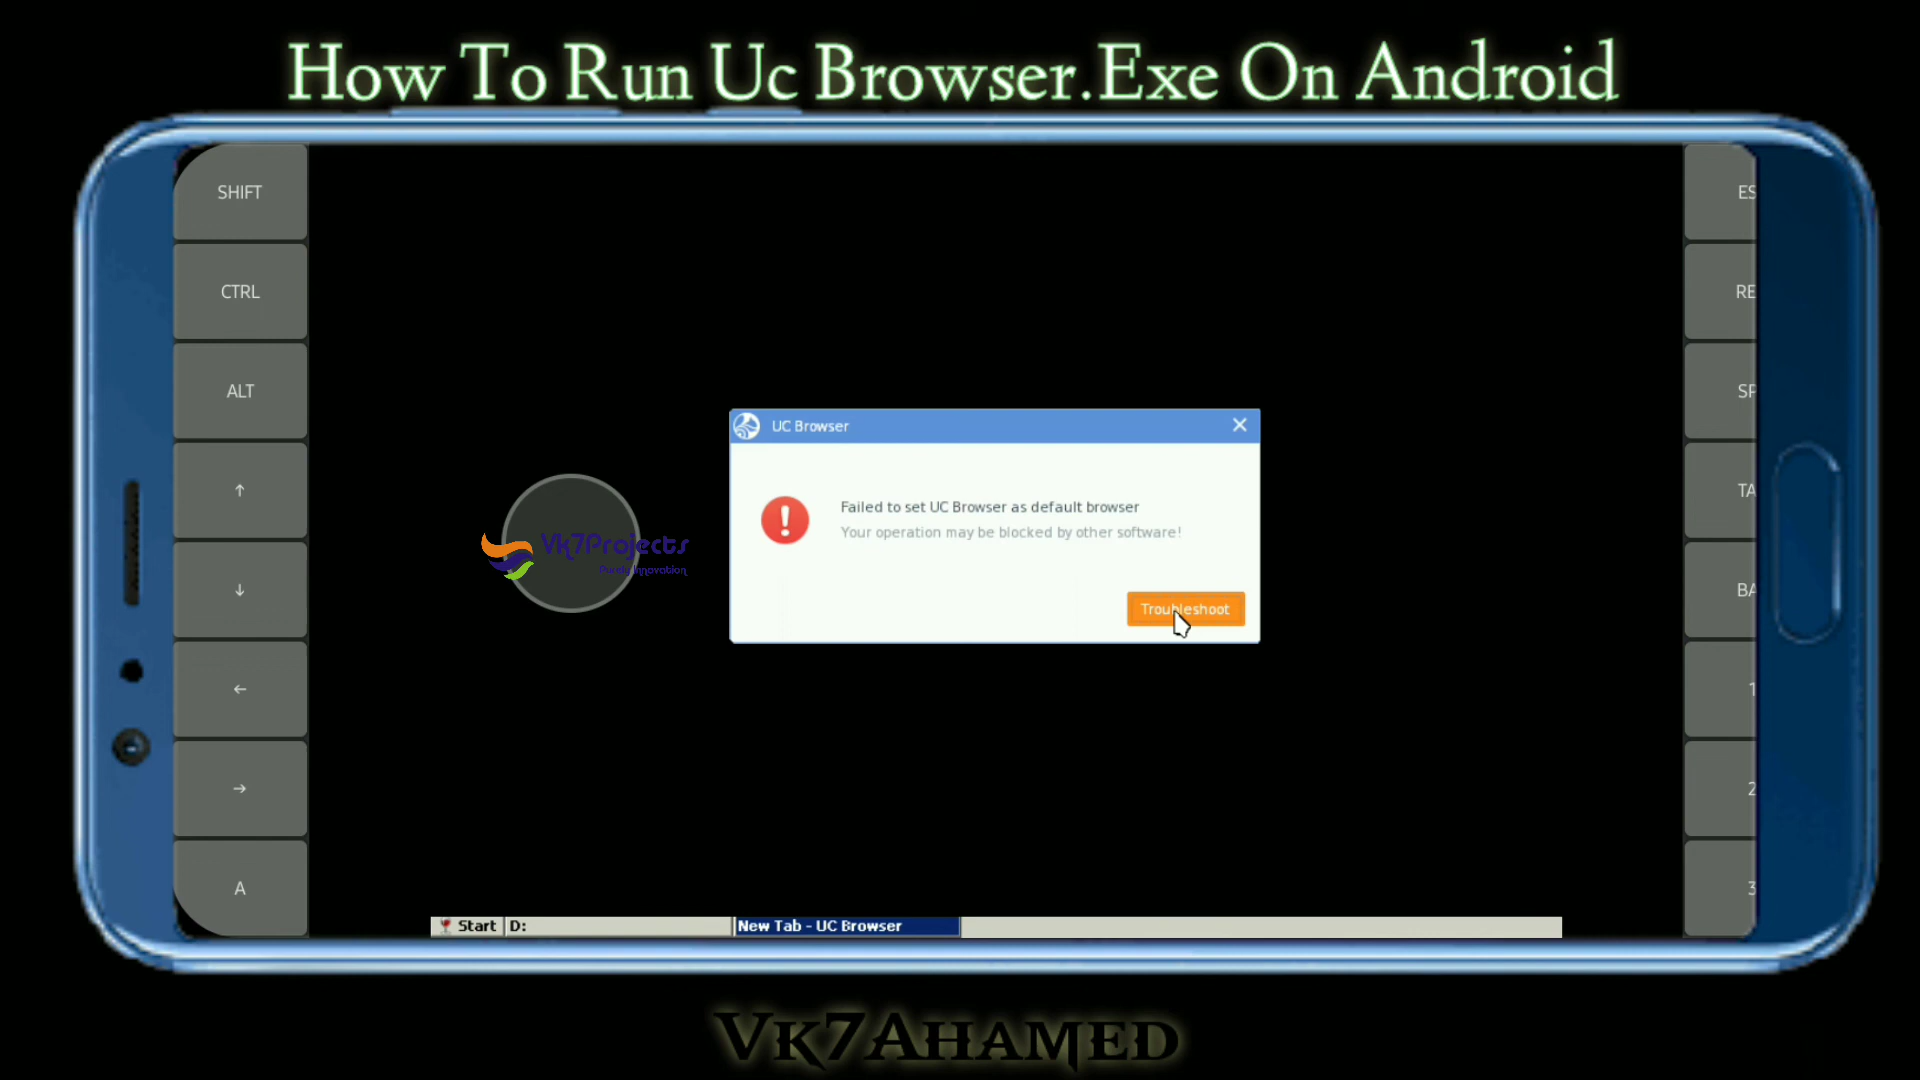 How To Run Uc Browser.Exe On Android
SHIFT
CTRL
ALT
↑
↓
←
→
A
ES
RE
SP
TA
BA
1
2
3
UC Browser
Failed to set UC Browser as default browser
Your operation may be blocked by other software!
Troubleshoot
Vk7Projects
Purely Innovation
Start
D:
New Tab - UC Browser
Vk7Ahamed